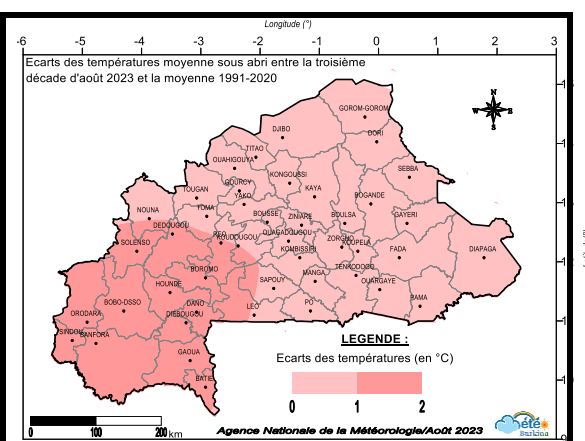 Longitude (°)
-6 -5 -4 -3 -2 -1 0 1 2 3
Ecarts des températures moyenne sous abri entre la troisième
décade d'août 2023 et la moyenne 1991-2020
N
W E
S
GOROM-GOROM
DJIBO
DORI
TITAO
OUAHIGOUYA
SEBBA
KONGOUSSI
TOUGAN
GOURCY
KAYA
YAKO
BOGANDE
NOUNA
TOMA
BOUSSE
ZINIARE
BOULSA
GAYERI
DEDOUGOU
REO
KOUDOUGOU
OUAGADOUGOU
ZORGHO
KOUPELA
SOLENSO
KOMBISSIRI
FADA
DIAPAGA
BOROMO
TENKODOGO
MANGA
HOUNDE
SAPOUY
OUARGAYE
BOBO-DSSO
DANO
LEO
PO
PAMA
ORODARA
DIEBOUGOU
SINDOU
BANFORA
GAOUA
BATIE
LEGENDE :
Ecarts des températures (en °C)
0 1 2
0 100 200 km
Agence Nationale de la Météorologie/Août 2023
météo
Burkina